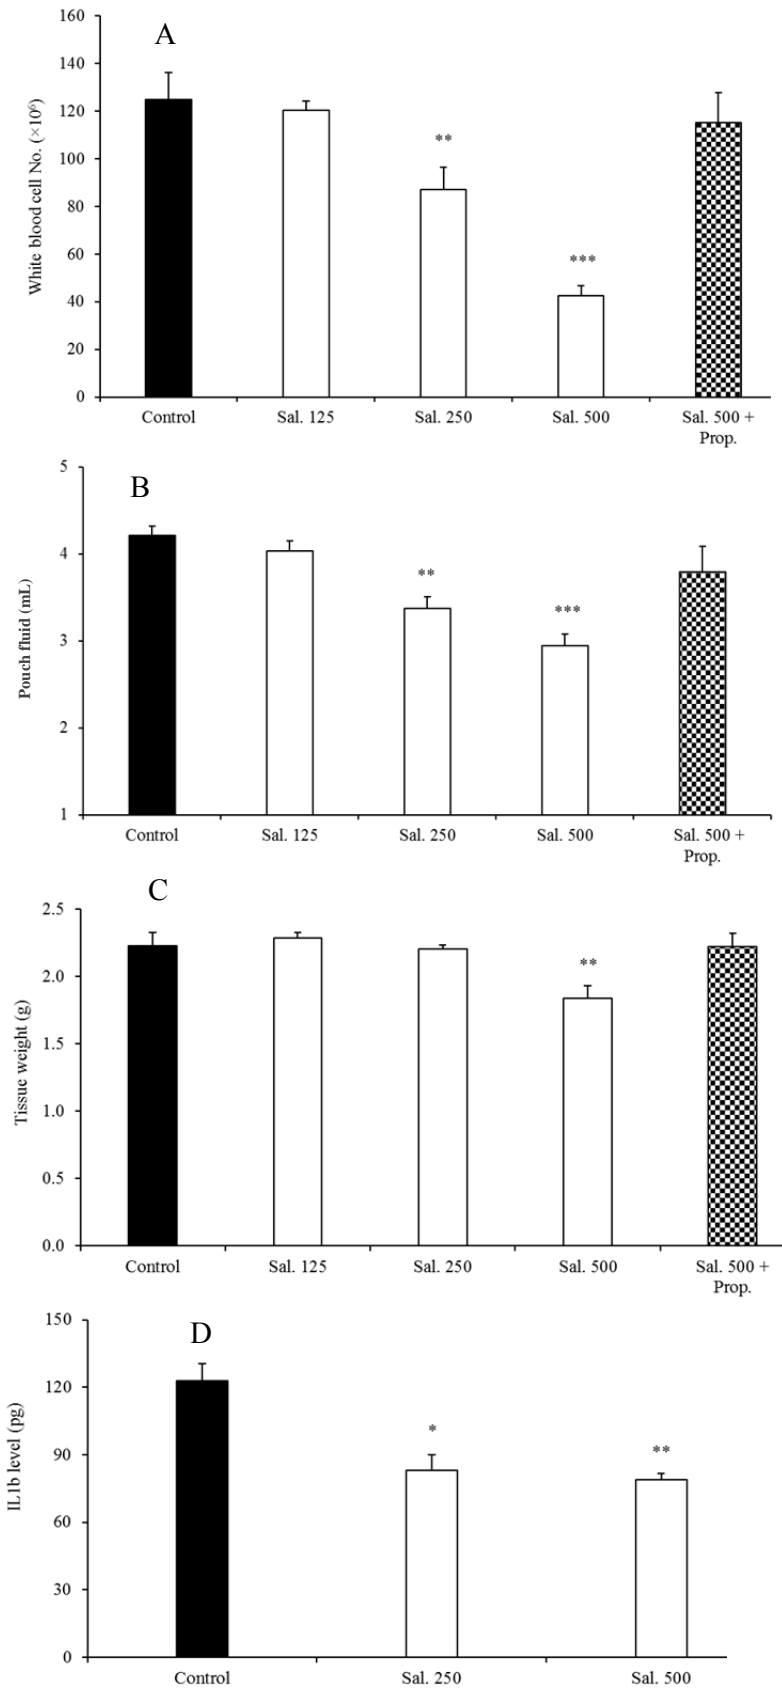 A
160
140
120
100
80
60
40
20
0
White blood cell No. (×10⁶)
**
***
Control
Sal. 125
Sal. 250
Sal. 500
Sal. 500 +
Prop.
B
5
4
3
2
1
Pouch fluid (mL)
**
***
Control
Sal. 125
Sal. 250
Sal. 500
Sal. 500 +
Prop.
C
2.5
2.0
1.5
1.0
0.5
0.0
Tissue weight (g)
**
Control
Sal. 125
Sal. 250
Sal. 500
Sal. 500 +
Prop.
D
150
120
90
60
30
0
IL1b level (pg)
*
**
Control
Sal. 250
Sal. 500